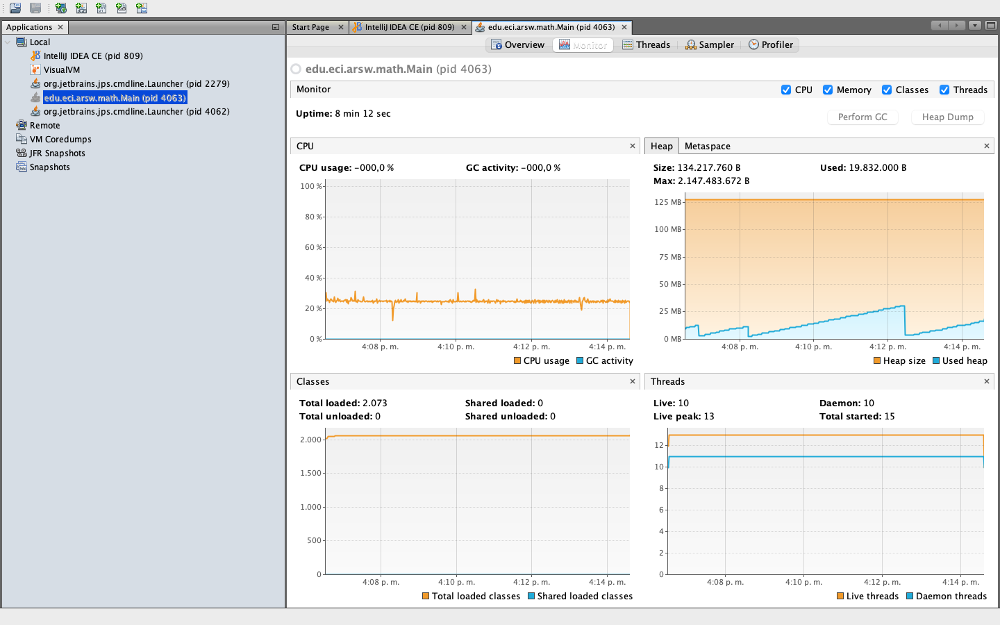 Applications
Start Page
IntelliJ IDEA CE (pid 809)
edu.eci.arsw.math.Main (pid 4063)
Local
IntelliJ IDEA CE (pid 809)
VisualVM
org.jetbrains.jps.cmdline.Launcher (pid 2279)
edu.eci.arsw.math.Main (pid 4063)
org.jetbrains.jps.cmdline.Launcher (pid 4062)
Remote
VM Coredumps
JFR Snapshots
Snapshots
Overview
Monitor
Threads
Sampler
Profiler
edu.eci.arsw.math.Main (pid 4063)
Monitor
CPU
Memory
Classes
Threads
Uptime: 8 min 12 sec
Perform GC
Heap Dump
CPU
CPU usage: -000,0 %
GC activity: -000,0 %
100 %
80 %
60 %
40 %
20 %
0 %
4:08 p. m.
4:10 p. m.
4:12 p. m.
4:14 p. m.
CPU usage
GC activity
Heap
Metaspace
Size: 134.217.760 B
Used: 19.832.000 B
Max: 2.147.483.672 B
125 MB
100 MB
75 MB
50 MB
25 MB
0 MB
4:08 p. m.
4:10 p. m.
4:12 p. m.
4:14 p. m.
Heap size
Used heap
Classes
Total loaded: 2.073
Shared loaded: 0
Total unloaded: 0
Shared unloaded: 0
2.000
1.500
1.000
500
0
4:08 p. m.
4:10 p. m.
4:12 p. m.
4:14 p. m.
Total loaded classes
Shared loaded classes
Threads
Live: 10
Daemon: 10
Live peak: 13
Total started: 15
12
10
8
6
4
2
0
4:08 p. m.
4:10 p. m.
4:12 p. m.
4:14 p. m.
Live threads
Daemon threads